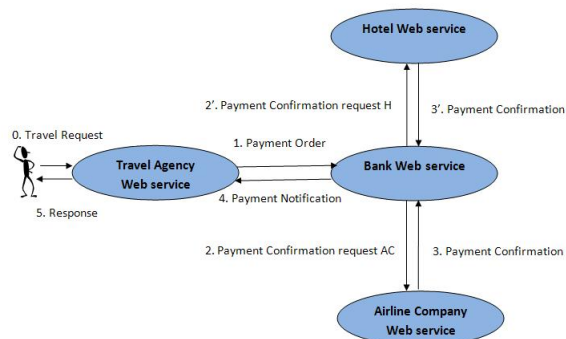 Hotel Web service
2’. Payment Confirmation request H
3’. Payment Confirmation
0. Travel Request
1. Payment Order
Travel Agency
Web service
Bank Web service
4. Payment Notification
5. Response
2. Payment Confirmation request AC
3. Payment Confirmation
Airline Company
Web service